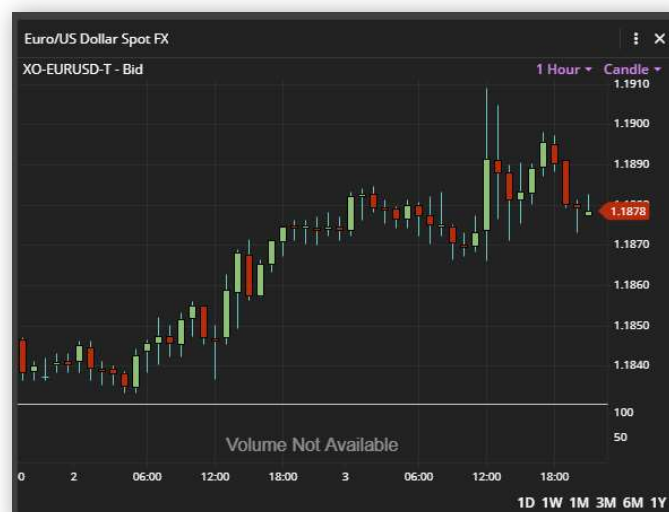 Euro/US Dollar Spot FX
XO-EURUSD-T - Bid
1 Hour Candle
1.1910
1.1900
1.1890
1.1878
1.1870
1.1860
1.1850
1.1840
100
50
Volume Not Available
0 2 06:00 12:00 18:00 3 06:00 12:00 18:00
1D 1W 1M 3M 6M 1Y